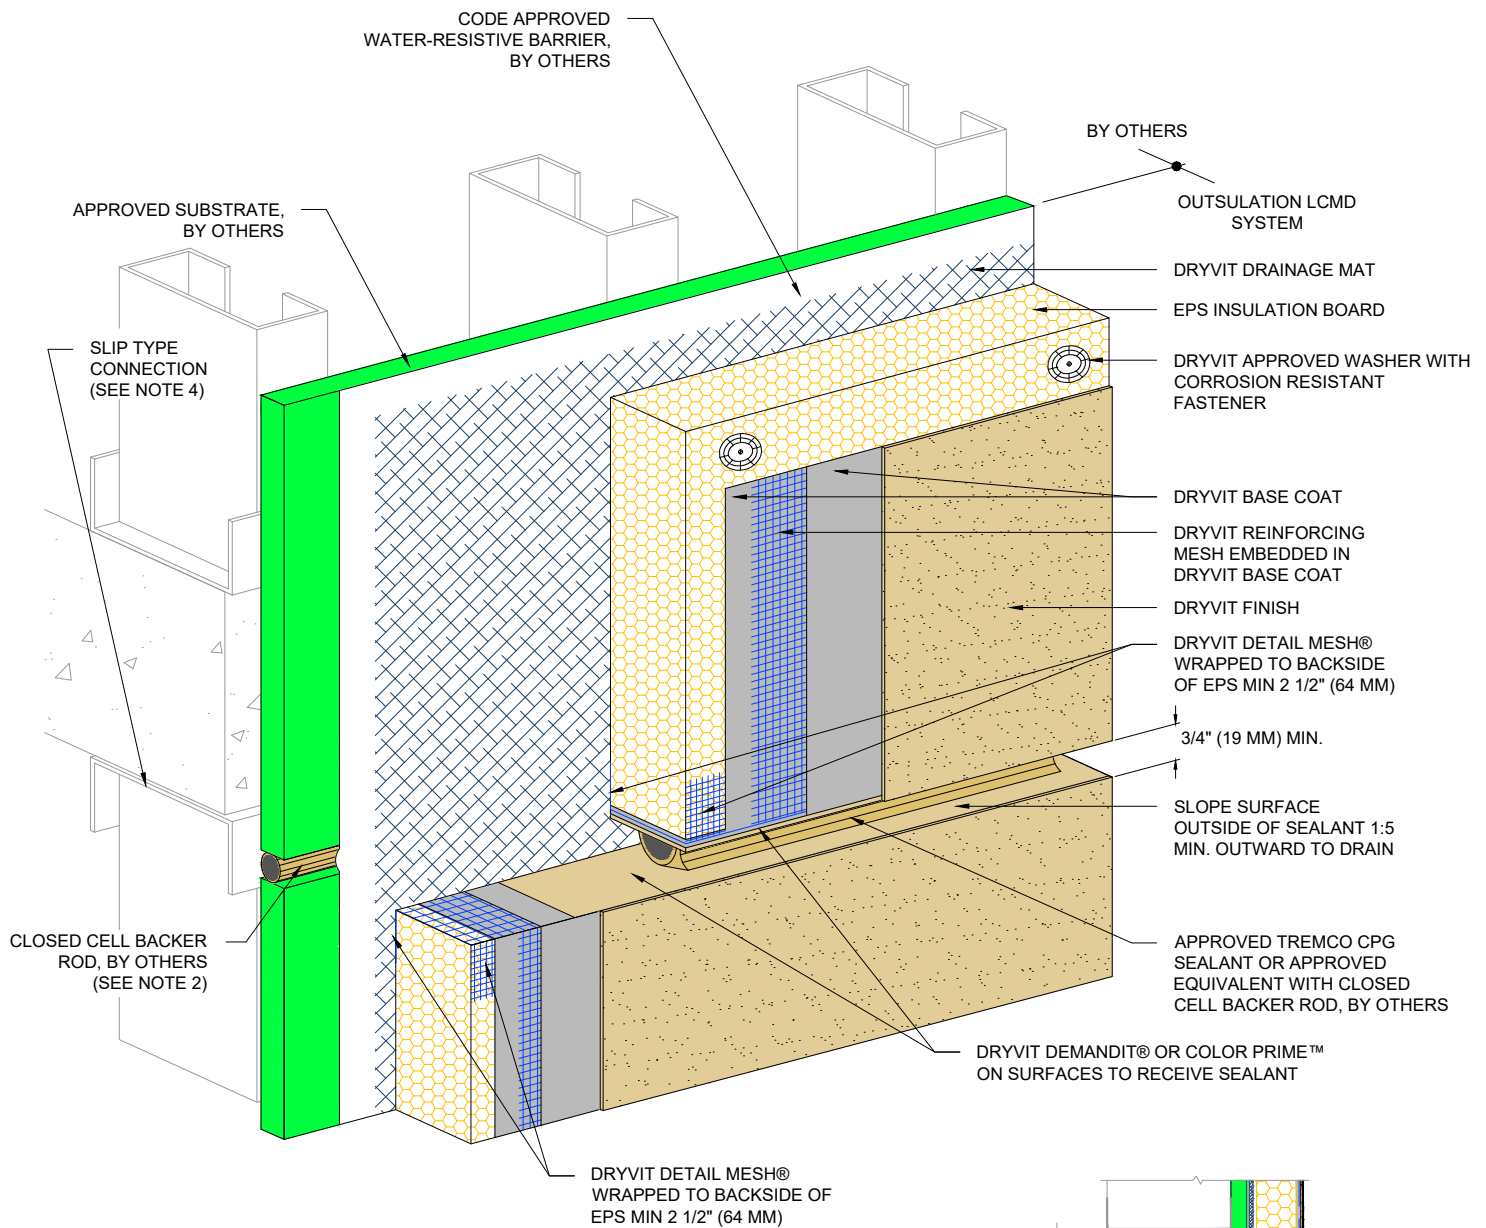 CODE APPROVED
WATER-RESISTIVE BARRIER,
BY OTHERS
BY OTHERS
OUTSULATION LCMD
SYSTEM
APPROVED SUBSTRATE,
BY OTHERS
DRYVIT DRAINAGE MAT
EPS INSULATION BOARD
SLIP TYPE
CONNECTION
(SEE NOTE 4)
DRYVIT APPROVED WASHER WITH
CORROSION RESISTANT
FASTENER
DRYVIT BASE COAT
DRYVIT REINFORCING
MESH EMBEDDED IN
DRYVIT BASE COAT
DRYVIT FINISH
DRYVIT DETAIL MESH®
WRAPPED TO BACKSIDE
OF EPS MIN 2 1/2" (64 MM)
3/4" (19 MM) MIN.
SLOPE SURFACE
OUTSIDE OF SEALANT 1:5
MIN. OUTWARD TO DRAIN
CLOSED CELL BACKER
ROD, BY OTHERS
(SEE NOTE 2)
APPROVED TREMCO CPG
SEALANT OR APPROVED
EQUIVALENT WITH CLOSED
CELL BACKER ROD, BY OTHERS
DRYVIT DEMANDIT® OR COLOR PRIME™
ON SURFACES TO RECEIVE SEALANT
DRYVIT DETAIL MESH®
WRAPPED TO BACKSIDE OF
EPS MIN 2 1/2" (64 MM)